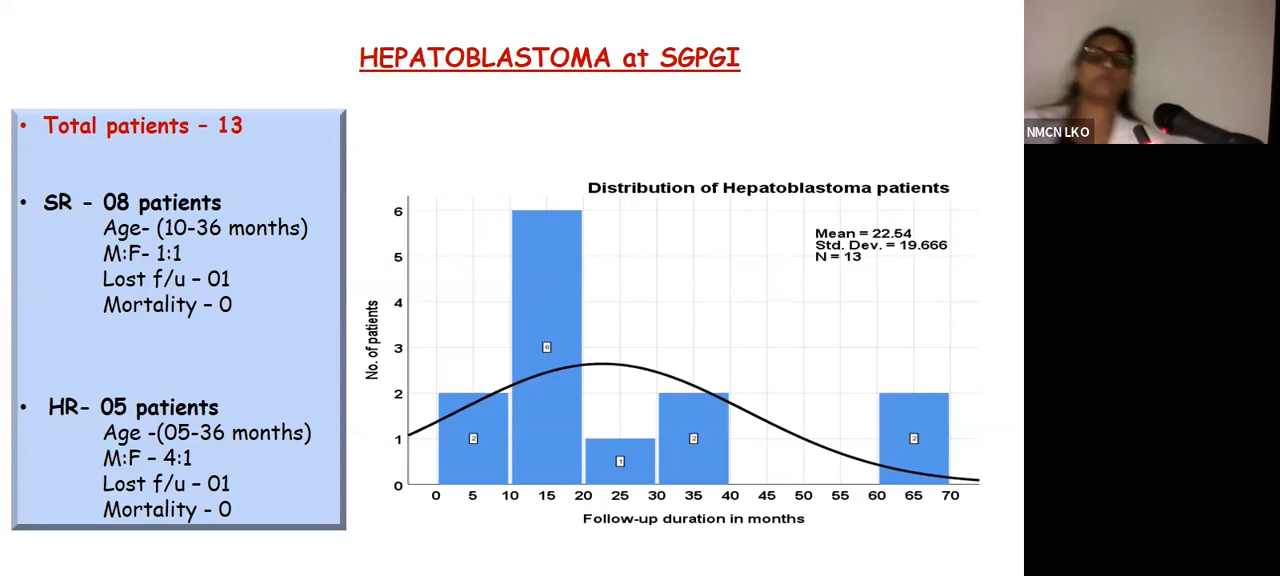 HEPATOBLASTOMA at SGPGI
• Total patients – 13
• SR – 08 patients
Age- (10-36 months)
M:F- 1:1
Lost f/u – 01
Mortality – 0
• HR- 05 patients
Age -(05-36 months)
M:F – 4:1
Lost f/u – 01
Mortality - 0
Distribution of Hepatoblastoma patients
Mean = 22.54
Std. Dev. = 19.666
N = 13
No. of patients
6
5
4
3
2
1
0
2
6
1
2
2
0 5 10 15 20 25 30 35 40 45 50 55 60 65 70
Follow-up duration in months
NMCN LKO